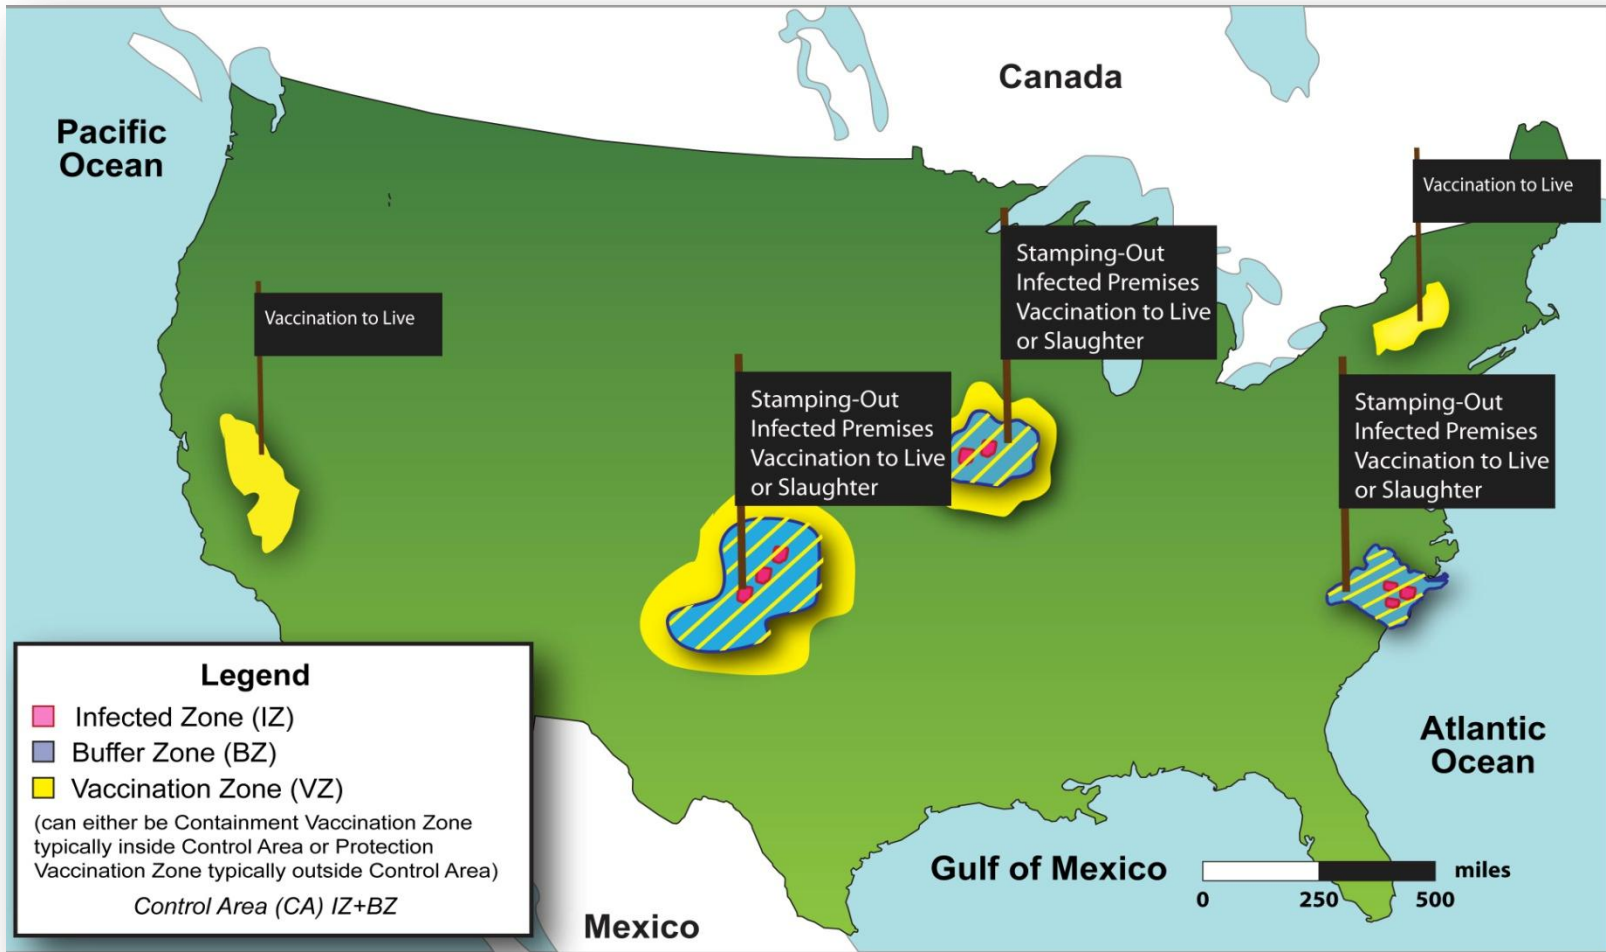 Canada
Pacific
Ocean
Vaccination to Live
Stamping-Out
Infected Premises
Vaccination to Live
or Slaughter
Vaccination to Live
Stamping-Out
Infected Premises
Vaccination to Live
or Slaughter
Stamping-Out
Infected Premises
Vaccination to Live
or Slaughter
Legend
Infected Zone (IZ)
Buffer Zone (BZ)
Vaccination Zone (VZ)
(can either be Containment Vaccination Zone
typically inside Control Area or Protection
Vaccination Zone typically outside Control Area)
Control Area (CA) IZ+BZ
Atlantic
Ocean
Gulf of Mexico
miles
0 250 500
Mexico